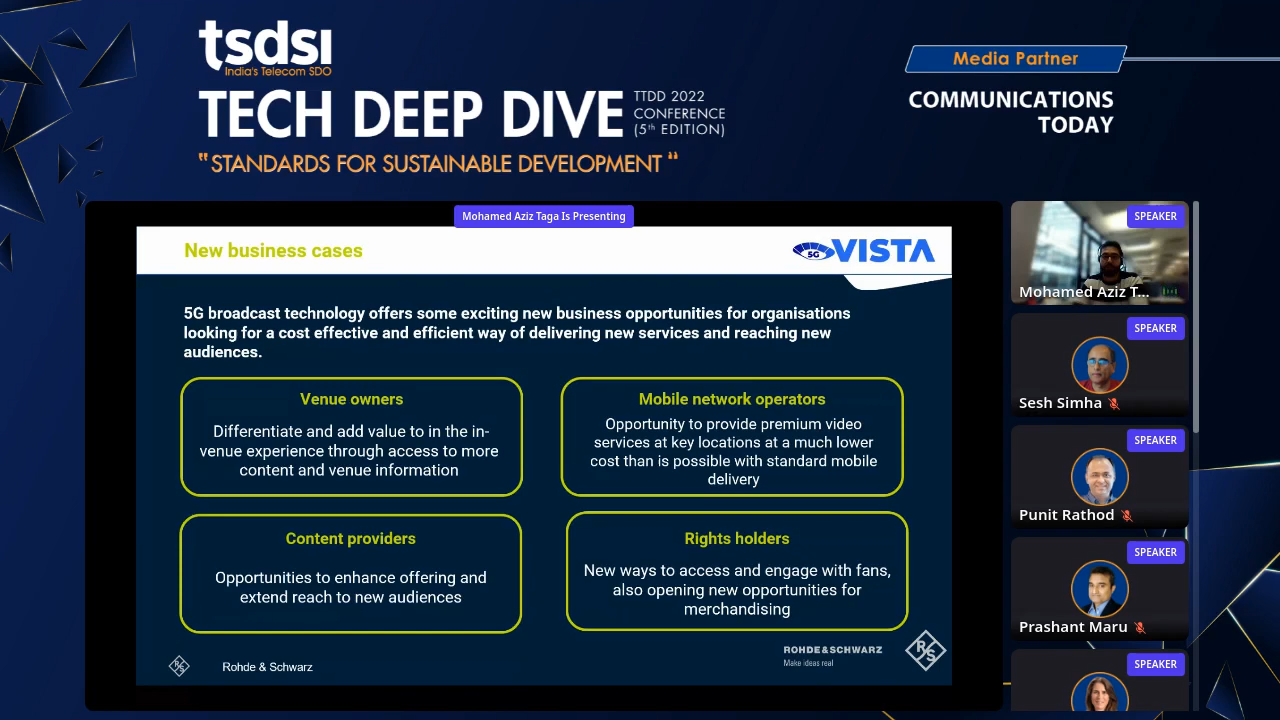 tsdsi
India's Telecom SDO
TECH DEEP DIVE
TTDD 2022
CONFERENCE
(5th EDITION)
"STANDARDS FOR SUSTAINABLE DEVELOPMENT"
Media Partner
COMMUNICATIONS
TODAY
Mohamed Aziz Taga Is Presenting
New business cases
5G VISTA
5G broadcast technology offers some exciting new business opportunities for organisations
looking for a cost effective and efficient way of delivering new services and reaching new
audiences.
Venue owners
Differentiate and add value to in the in-
venue experience through access to more
content and venue information
Mobile network operators
Opportunity to provide premium video
services at key locations at a much lower
cost than is possible with standard mobile
delivery
Content providers
Opportunities to enhance offering and
extend reach to new audiences
Rights holders
New ways to access and engage with fans,
also opening new opportunities for
merchandising
R/S
Rohde & Schwarz
ROHDE&SCHWARZ
Make ideas real
R/S
SPEAKER
Mohamed Aziz T...
SPEAKER
Sesh Simha
SPEAKER
Punit Rathod
SPEAKER
Prashant Maru
SPEAKER